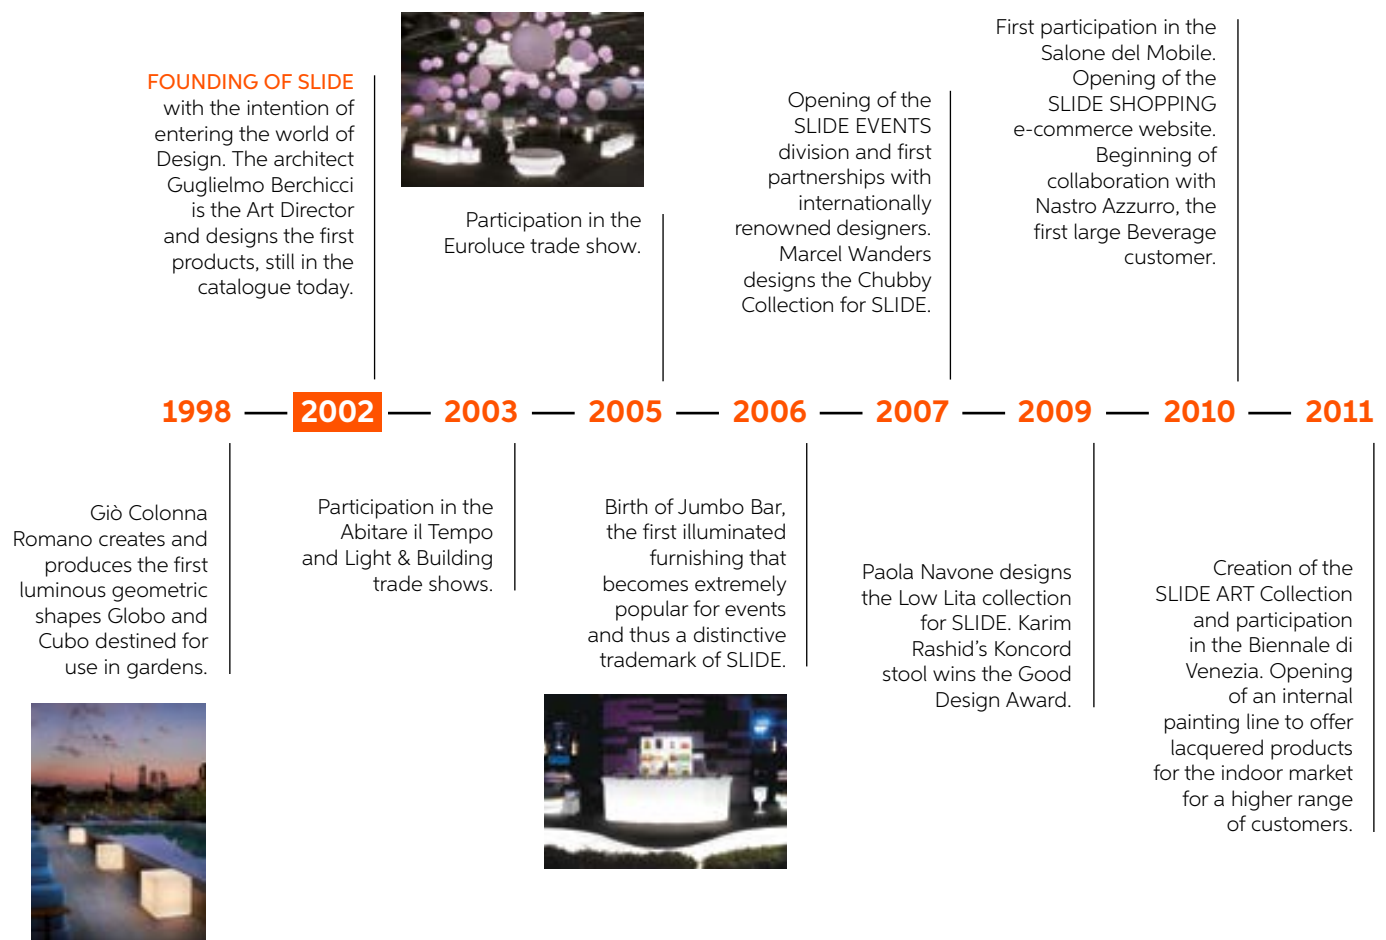 FOUNDING OF SLIDE
with the intention of
entering the world of
Design. The architect
Guglielmo Berchicci
is the Art Director
and designs the first
products, still in the
catalogue today.
Participation in the
Euroluce trade show.
Opening of the
SLIDE EVENTS
division and first
partnerships with
internationally
renowned designers.
Marcel Wanders
designs the Chubby
Collection for SLIDE.
First participation in the
Salone del Mobile.
Opening of the
SLIDE SHOPPING
e-commerce website.
Beginning of
collaboration with
Nastro Azzurro, the
first large Beverage
customer.
1998 — 2002 — 2003 — 2005 — 2006 — 2007 — 2009 — 2010 — 2011
Giò Colonna
Romano creates and
produces the first
luminous geometric
shapes Globo and
Cubo destined for
use in gardens.
Participation in the
Abitare il Tempo
and Light & Building
trade shows.
Birth of Jumbo Bar,
the first illuminated
furnishing that
becomes extremely
popular for events
and thus a distinctive
trademark of SLIDE.
Paola Navone designs
the Low Lita collection
for SLIDE. Karim
Rashid's Koncord
stool wins the Good
Design Award.
Creation of the
SLIDE ART Collection
and participation
in the Biennale di
Venezia. Opening
of an internal
painting line to offer
lacquered products
for the indoor market
for a higher range
of customers.